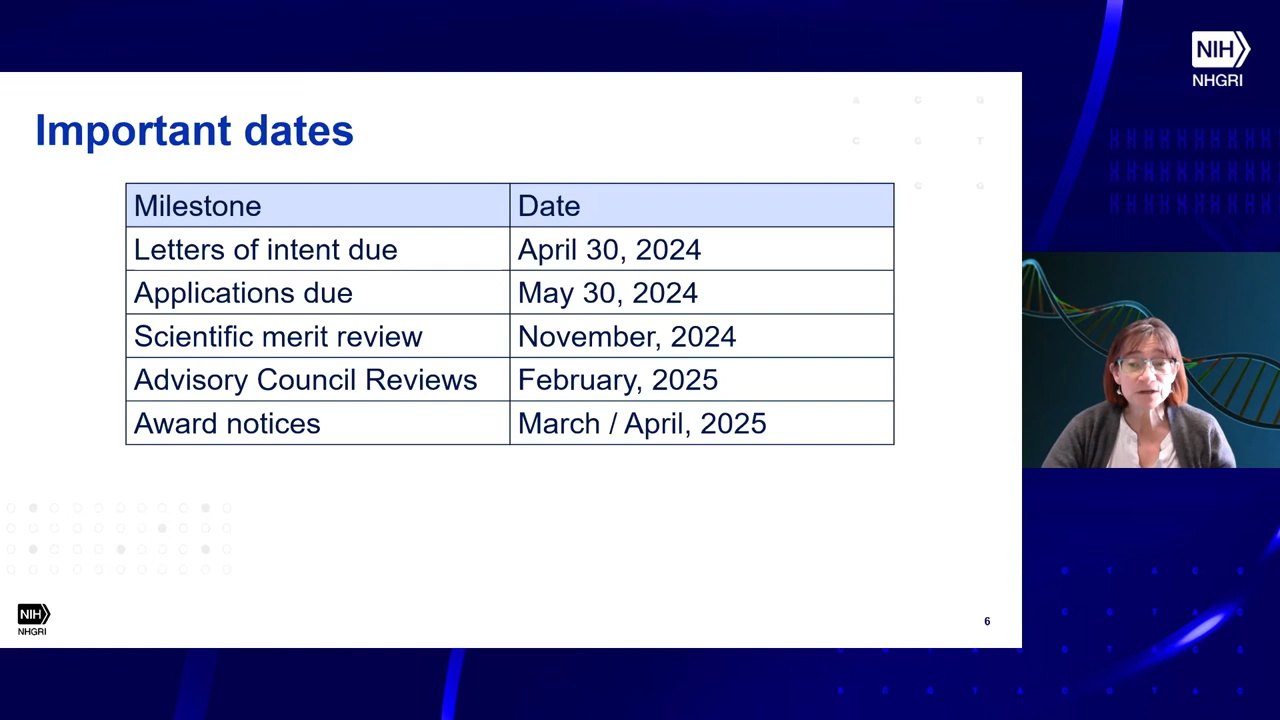 NIH
NHGRI
Important dates
A C G
C G T
C G
Milestone Date
Letters of intent due April 30, 2024
Applications due May 30, 2024
Scientific merit review November, 2024
Advisory Council Reviews February, 2025
Award notices March / April, 2025
NIH
NHGRI
6